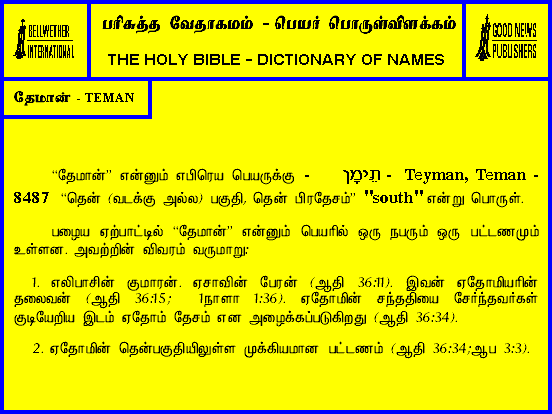 BELLWETHER
INTERNATIONAL
பரிசுத்த வேதாகமம் - பெயர் பொருள்விளக்கம்
THE HOLY BIBLE - DICTIONARY OF NAMES
GOOD NEWS
PUBLISHERS
தேமான் - TEMAN
“தேமான்” என்னும் எபிரெய பெயருக்கு - תֵּימָן - Teyman, Teman -
8487 “தென் (வடக்கு அல்ல) பகுதி, தென் பிரதேசம்” "south" என்று பொருள்.
பழைய ஏற்பாட்டில் “தேமான்” என்னும் பெயரில் ஒரு நபரும் ஒரு பட்டணமும்
உள்ளன. அவற்றின் விவரம் வருமாறு:
1. எலிபாசின் குமாரன். ஏசாவின் பேரன் (ஆதி 36:11). இவன் ஏதோமியரின்
தலைவன் (ஆதி 36:15; 1நாளா 1:36). ஏதோமின் சந்ததியை சேர்ந்தவர்கள்
குடியேறிய இடம் ஏதோம் தேசம் என அழைக்கப்படுகிறது (ஆதி 36:34).
2. ஏதோமின் தென்பகுதியிலுள்ள முக்கியமான பட்டணம் (ஆதி 36:34;ஆப 3:3).